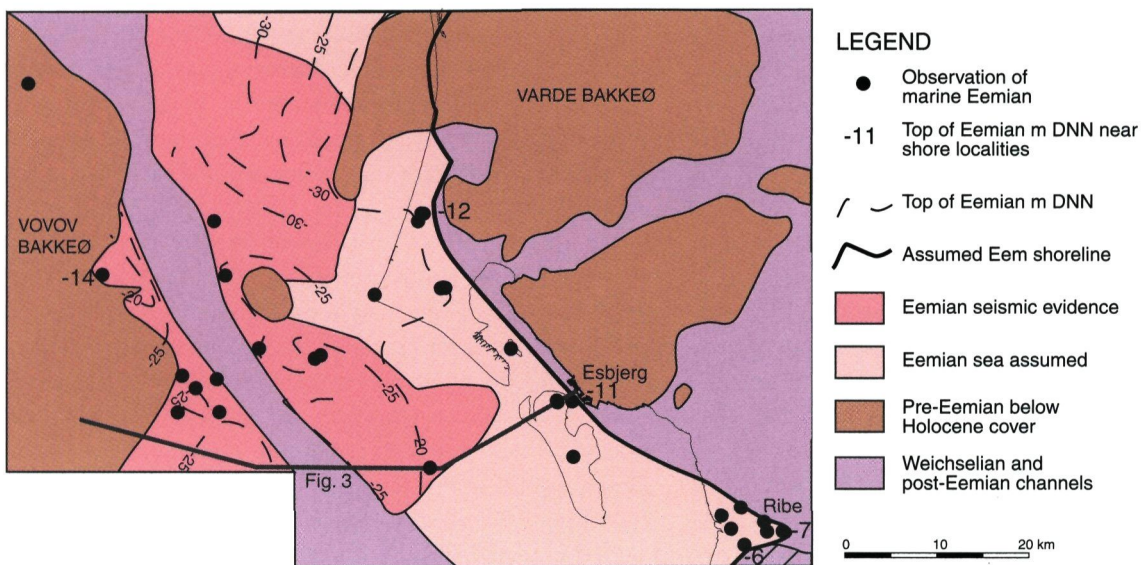 -30
-25
VARDE BAKKEØ
-30
-30
-12
VOVOV
BAKKEØ
-14
-20
-25
-25
Esbjerg
-11
-25
-25
-20
-25
Fig. 3
Ribe
-7
-6
LEGEND
Observation of
marine Eemian
-11 Top of Eemian m DNN near
shore localities
Top of Eemian m DNN
Assumed Eem shoreline
Eemian seismic evidence
Eemian sea assumed
Pre-Eemian below
Holocene cover
Weichselian and
post-Eemian channels
0 10 20 km